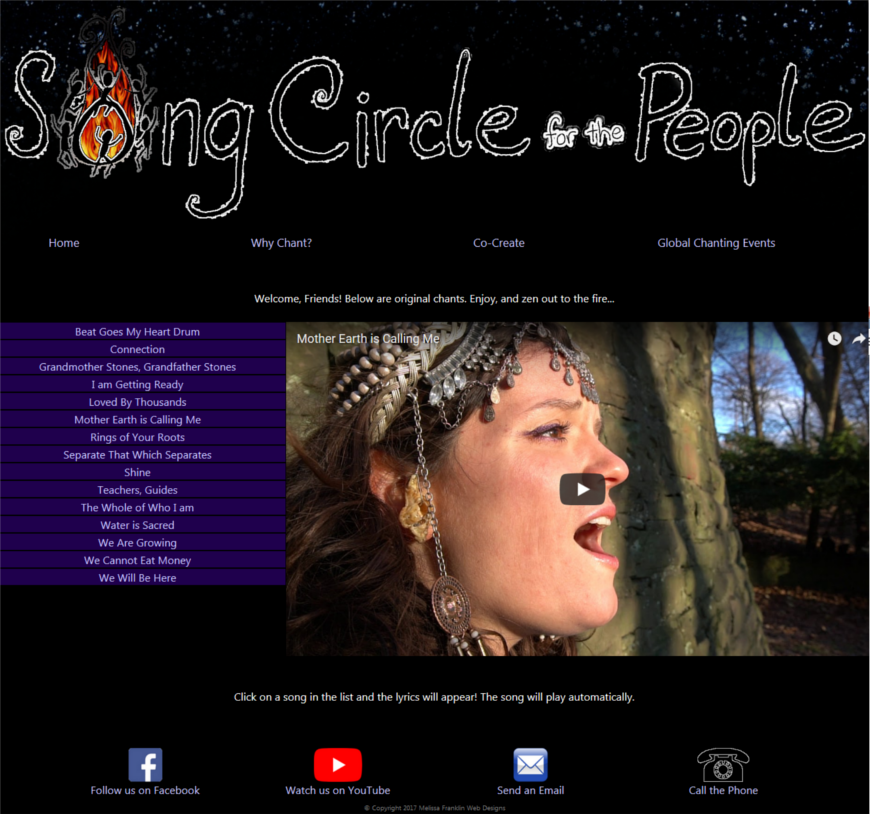 Song Circle for the People
Home Why Chant? Co-Create Global Chanting Events
Welcome, Friends! Below are original chants. Enjoy, and zen out to the fire...
Beat Goes My Heart Drum
Connection
Grandmother Stones, Grandfather Stones
I am Getting Ready
Loved By Thousands
Mother Earth is Calling Me
Rings of Your Roots
Separate That Which Separates
Shine
Teachers, Guides
The Whole of Who I am
Water is Sacred
We Are Growing
We Cannot Eat Money
We Will Be Here
Mother Earth is Calling Me
Click on a song in the list and the lyrics will appear! The song will play automatically.
Follow us on Facebook Watch us on YouTube Send an Email Call the Phone
© Copyright 2017 Melissa Franklin Web Designs